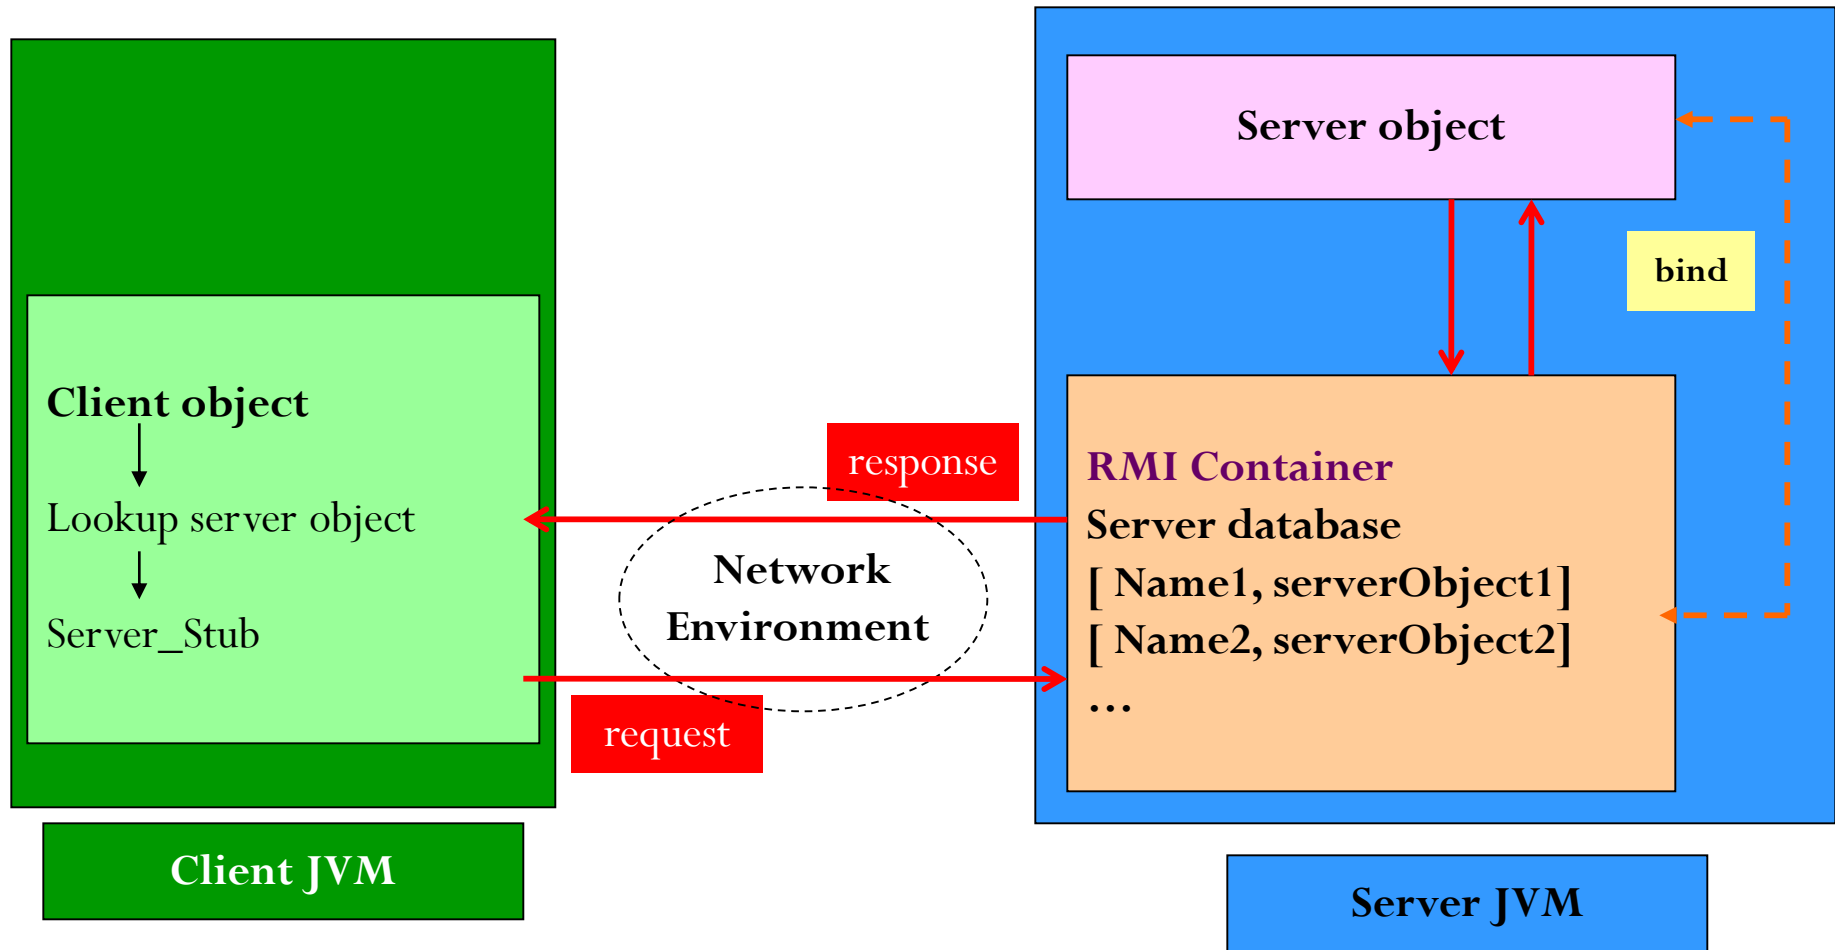 Server object
bind
Client object
Lookup server object
Server_Stub
response
Network
Environment
request
RMI Container
Server database
[ Name1, serverObject1]
[ Name2, serverObject2]
…
Client JVM
Server JVM